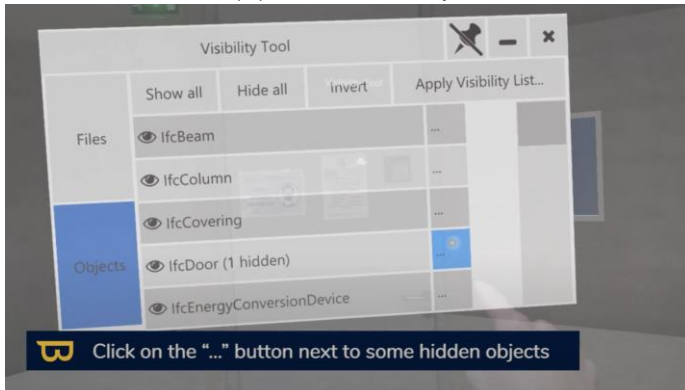 Visibility Tool
Show all Hide all Invert Apply Visibility List...
Files
IfcBeam ...
IfcColumn ...
IfcCovering ...
Objects
IfcDoor (1 hidden) ...
IfcEnergyConversionDevice ...
Click on the “...” button next to some hidden objects